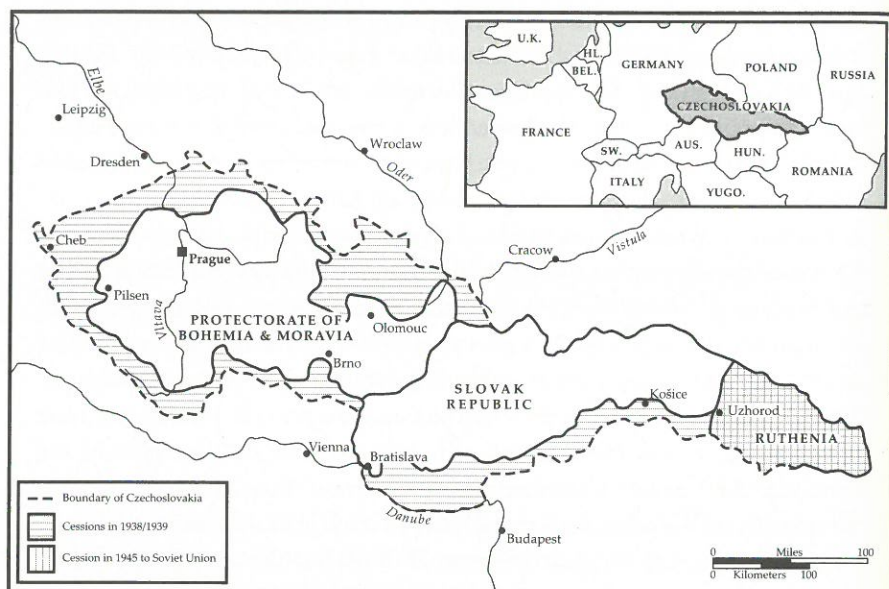 U.K.
HL.
BEL.
GERMANY
POLAND
RUSSIA
CZECHOSLOVAKIA
FRANCE
SW.
AUS.
HUN.
ROMANIA
ITALY
YUGO.
Elbe
Leipzig
Dresden
Wroclaw
Oder
Cheb
Prague
Cracow
Vistula
Pilsen
Vltava
PROTECTORATE OF
BOHEMIA & MORAVIA
Olomouc
Brno
SLOVAK
REPUBLIC
Košice
Uzhorod
RUTHENIA
Vienna
Bratislava
Danube
Budapest
Boundary of Czechoslovakia
Cessions in 1938/1939
Cession in 1945 to Soviet Union
0 Miles 100
0 Kilometers 100